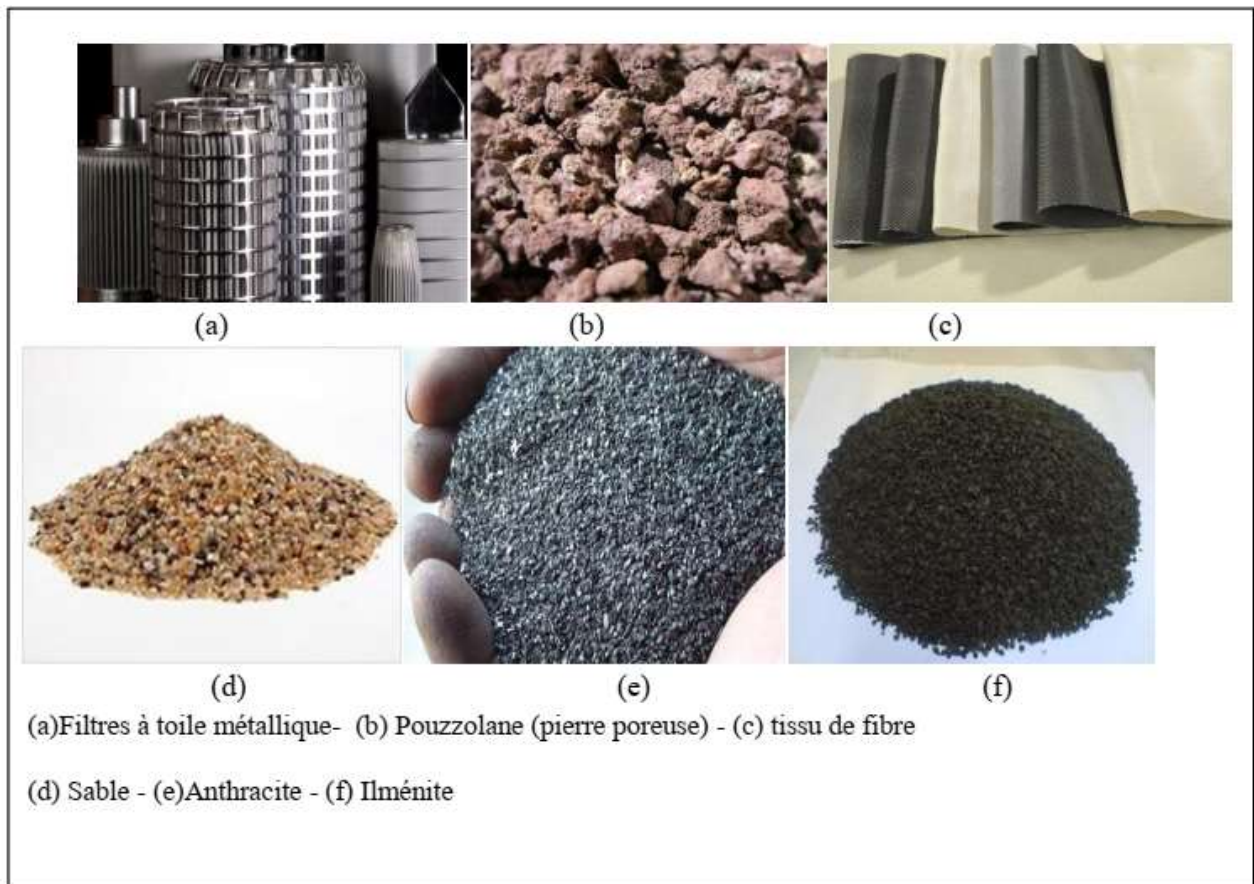 (a)
(b)
(c)
(d)
(e)
(f)
(a)Filtres à toile métallique- (b) Pouzzolane (pierre poreuse) - (c) tissu de fibre
(d) Sable - (e)Anthracite - (f) Ilménite